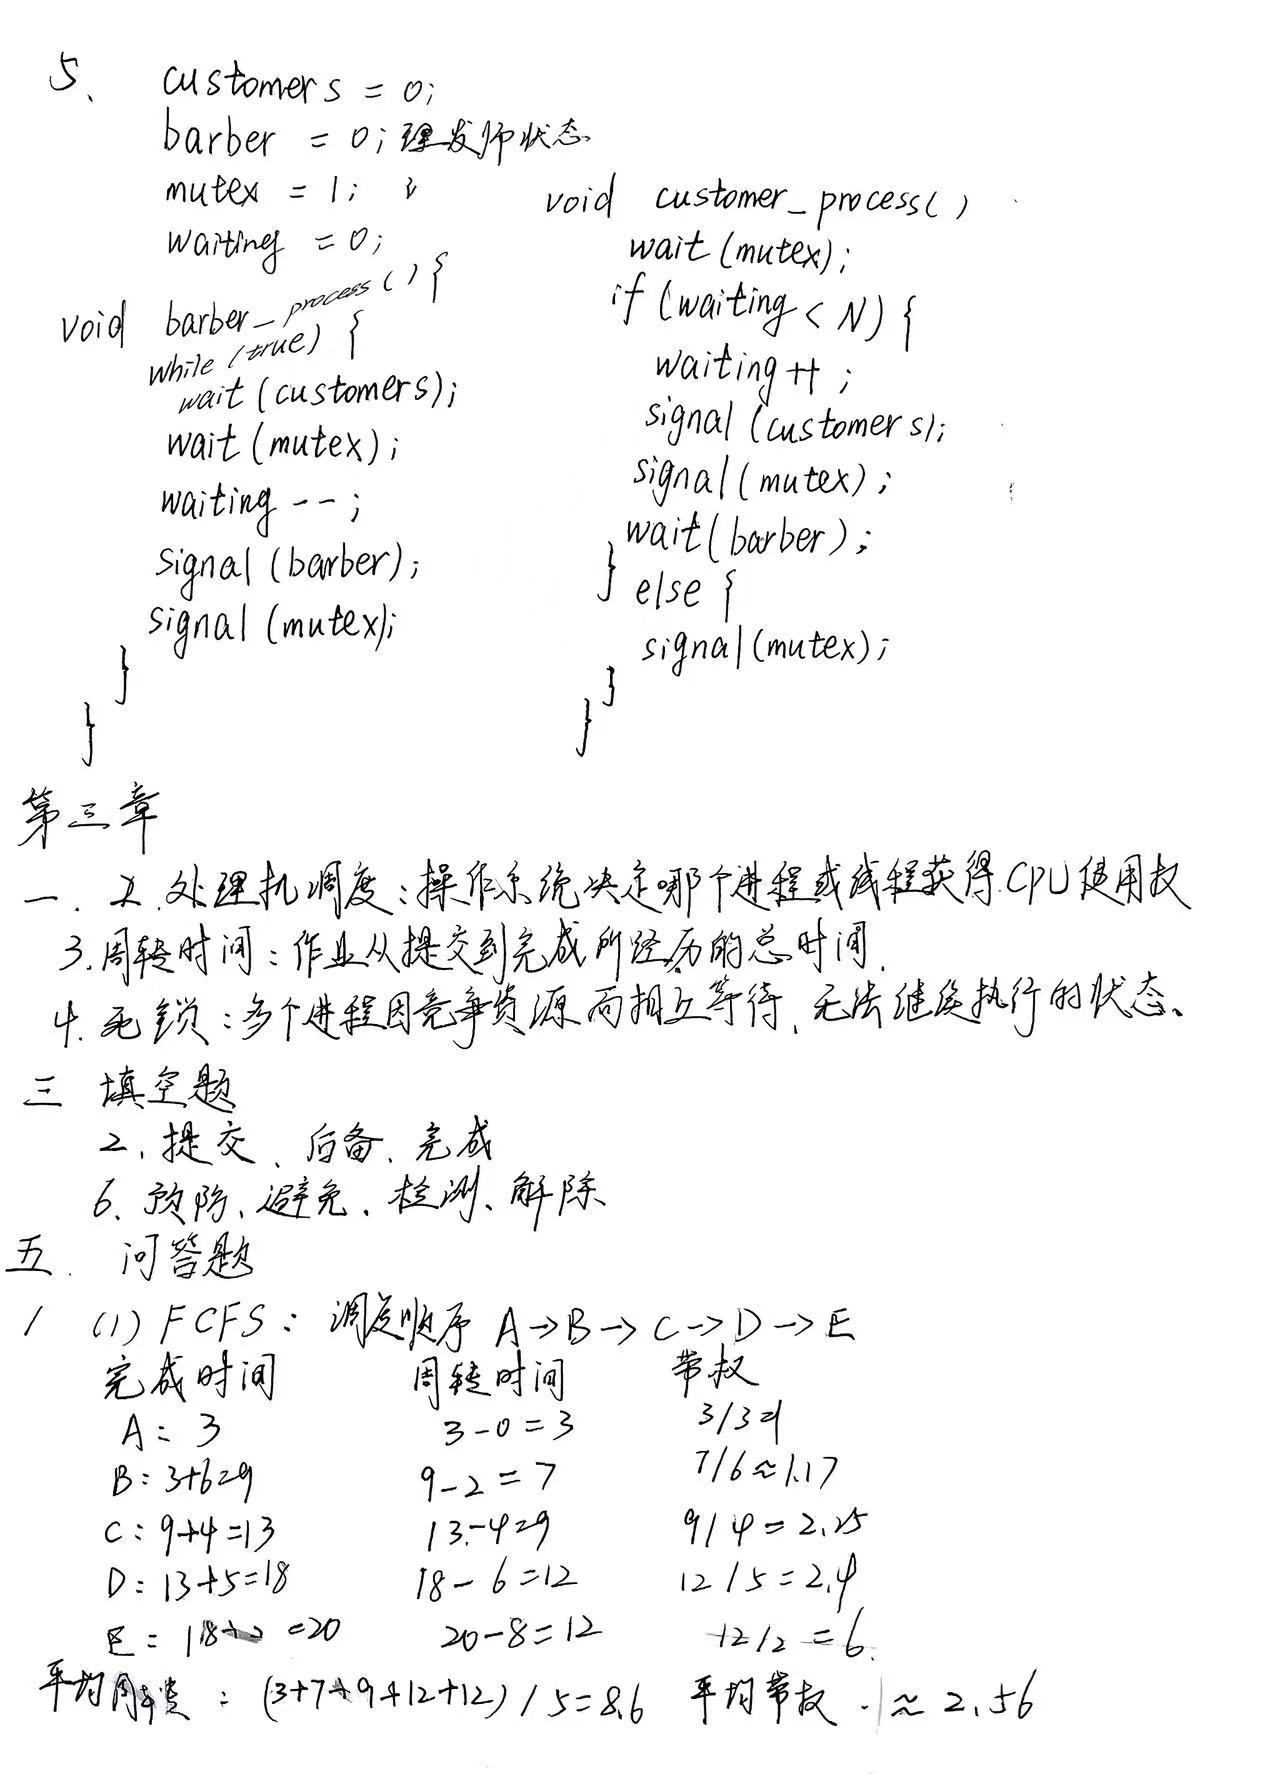 5、 customers = 0;
barber = 0; 理发师状态
mutex = 1;
waiting = 0;
void barber_process() {
while (true) {
wait (customers);
wait (mutex);
waiting --;
signal (barber);
signal (mutex);
}
}
void customer_process()
wait (mutex);
if (waiting < N) {
waiting ++;
signal (customers);
signal (mutex);
wait (barber);
} else {
signal (mutex);
}
}
第三章
一. 2. 处理机调度：操作系统决定哪个进程或线程获得CPU使用权
3.周转时间：作业从提交到完成所经历的总时间.
4. 死锁：多个进程因竞争资源而相互等待、无法继续执行的状态、
三 填空题
2、提交、后备、完成
6、预防、避免、检测、解除
五. 问答题
1 (1) FCFS： 调度顺序 A→B→C→D→E
完成时间 周转时间 带权
A: 3 3-0=3 3/3=1
B: 3+6=9 9-2=7 7/6≈1.17
C: 9+4=13 13-4=9 9/4=2.25
D: 13+5=18 18-6=12 12/5=2.4
E: 18+2=20 20-8=12 12/2=6.
平均周转: (3+7+9+12+12)/5=8.6 平均带权 ≈2.56